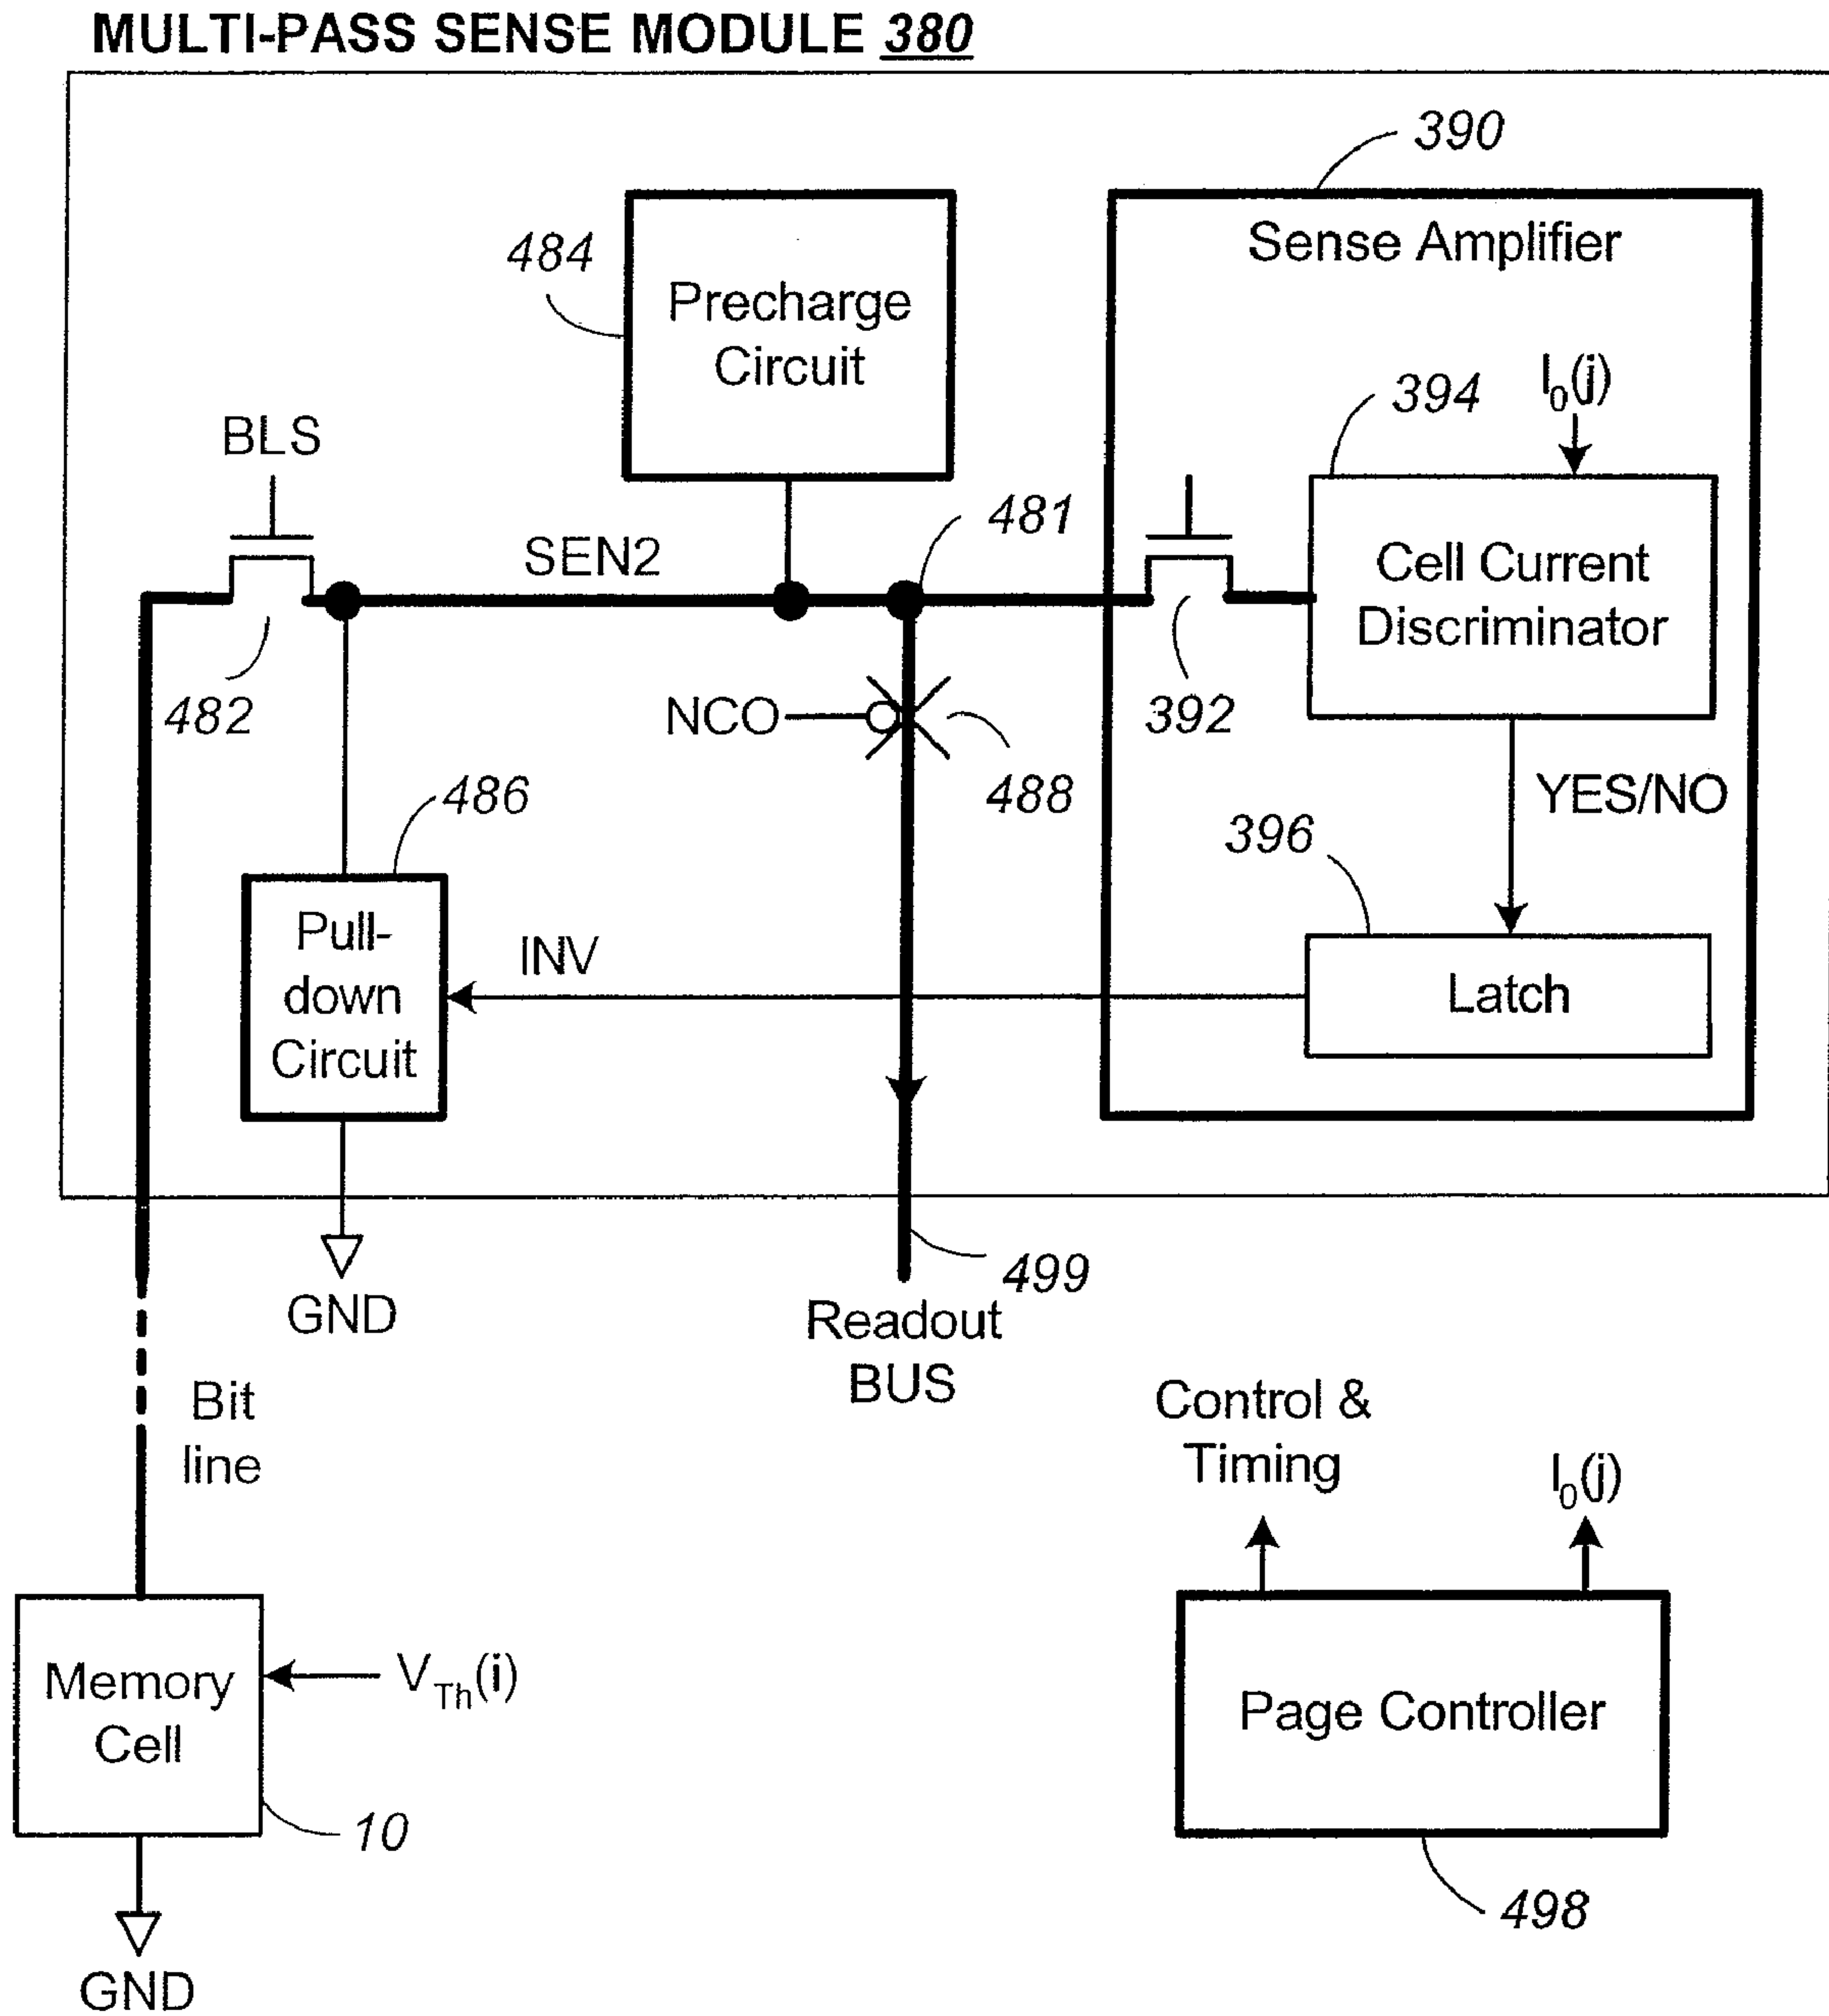 MULTI-PASS SENSE MODULE 380
390
Sense Amplifier
484
Precharge
Circuit
394
I0(j)
BLS
481
SEN2
Cell Current
Discriminator
482
NCO
392
488
486
YES/NO
396
Pull-
down
Circuit
INV
Latch
499
GND
Readout
BUS
Bit
line
Control &
Timing
I0(j)
Memory
Cell
VTh(i)
Page Controller
10
498
GND